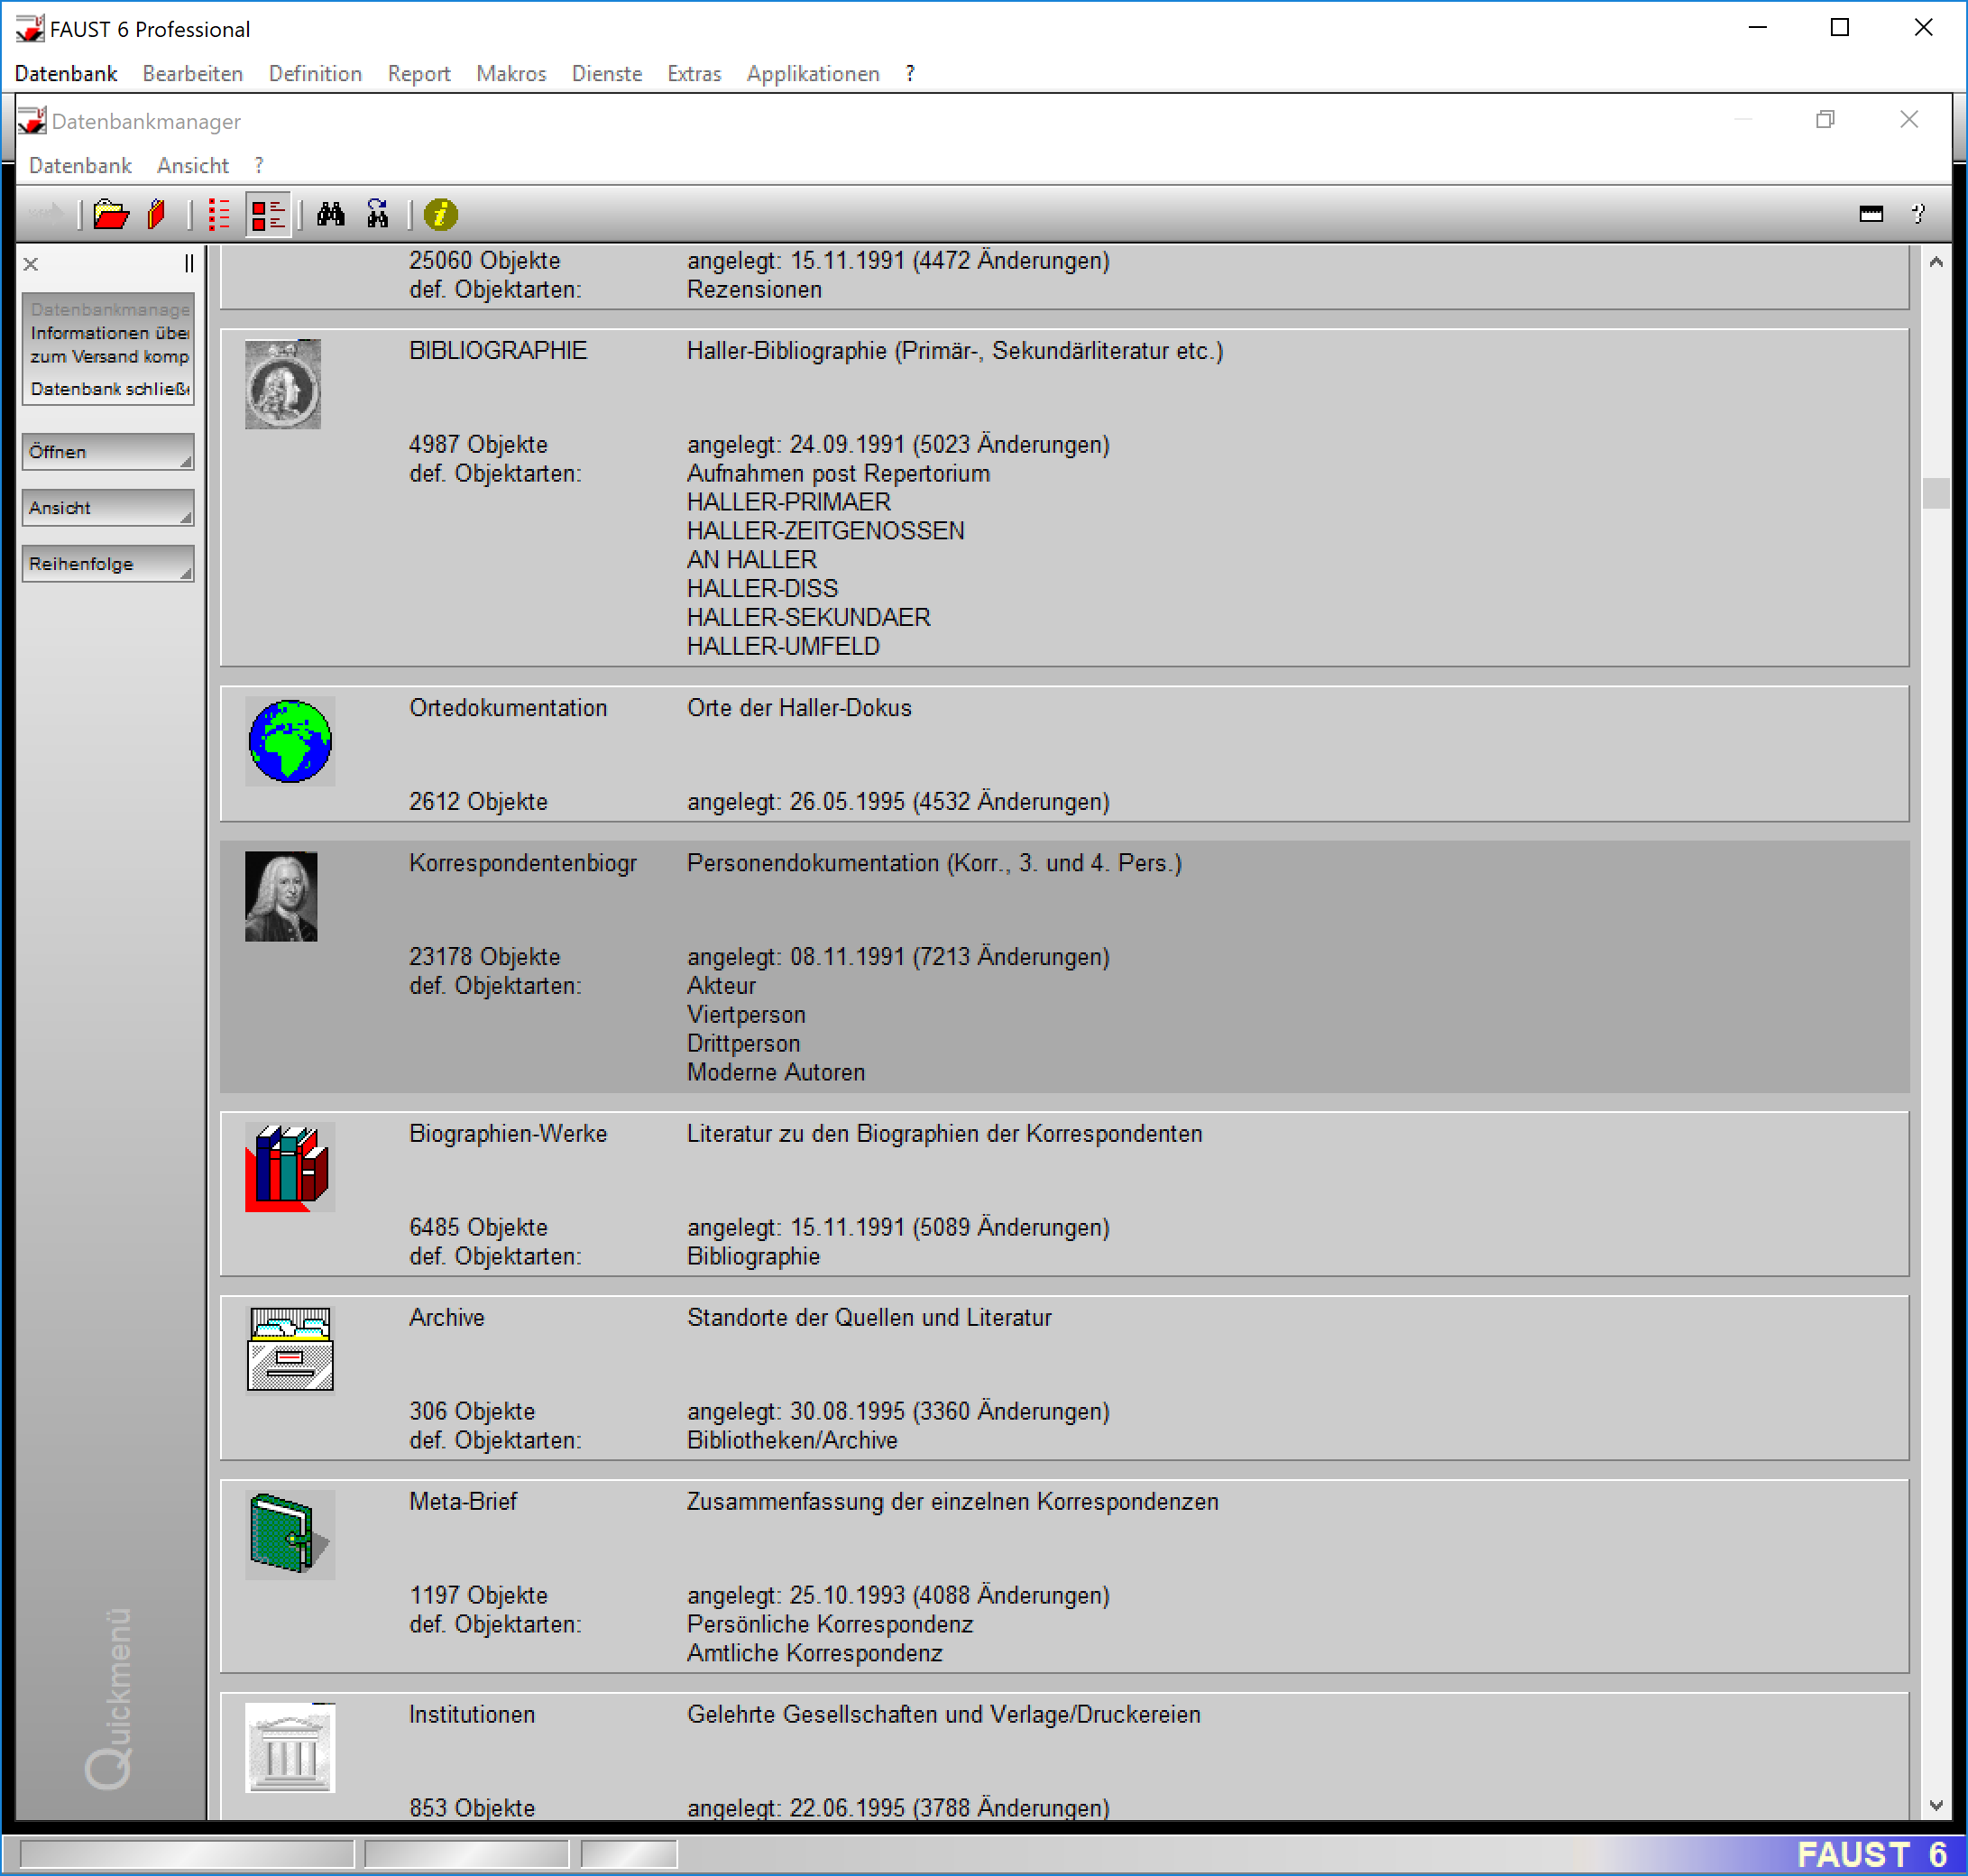 FAUST 6 Professional
Datenbank Bearbeiten Definition Report Makros Dienste Extras Applikationen ?
Datenbankmanager
Datenbank Ansicht ?
Datenbankmanage
Informationen übe
zum Versand komp
Datenbank schließ
Öffnen
Ansicht
Reihenfolge
Quickmenü
25060 Objekte angelegt: 15.11.1991 (4472 Änderungen)
def. Objektarten: Rezensionen
BIBLIOGRAPHIE Haller-Bibliographie (Primär-, Sekundärliteratur etc.)
4987 Objekte angelegt: 24.09.1991 (5023 Änderungen)
def. Objektarten: Aufnahmen post Repertorium
HALLER-PRIMAER
HALLER-ZEITGENOSSEN
AN HALLER
HALLER-DISS
HALLER-SEKUNDAER
HALLER-UMFELD
Ortedokumentation Orte der Haller-Dokus
2612 Objekte angelegt: 26.05.1995 (4532 Änderungen)
Korrespondentenbiogr Personendokumentation (Korr., 3. und 4. Pers.)
23178 Objekte angelegt: 08.11.1991 (7213 Änderungen)
def. Objektarten: Akteur
Viertperson
Drittperson
Moderne Autoren
Biographien-Werke Literatur zu den Biographien der Korrespondenten
6485 Objekte angelegt: 15.11.1991 (5089 Änderungen)
def. Objektarten: Bibliographie
Archive Standorte der Quellen und Literatur
306 Objekte angelegt: 30.08.1995 (3360 Änderungen)
def. Objektarten: Bibliotheken/Archive
Meta-Brief Zusammenfassung der einzelnen Korrespondenzen
1197 Objekte angelegt: 25.10.1993 (4088 Änderungen)
def. Objektarten: Persönliche Korrespondenz
Amtliche Korrespondenz
Institutionen Gelehrte Gesellschaften und Verlage/Druckereien
853 Objekte angelegt: 22.06.1995 (3788 Änderungen)
FAUST 6